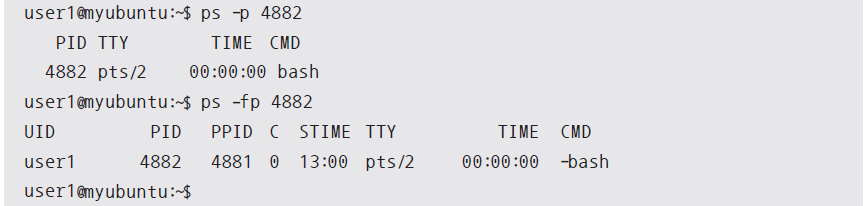 user1@myubuntu:~$ ps -p 4882
PID TTY TIME CMD
4882 pts/2 00:00:00 bash
user1@myubuntu:~$ ps -fp 4882
UID PID PPID C STIME TTY TIME CMD
user1 4882 4881 0 13:00 pts/2 00:00:00 -bash
user1@myubuntu:~$